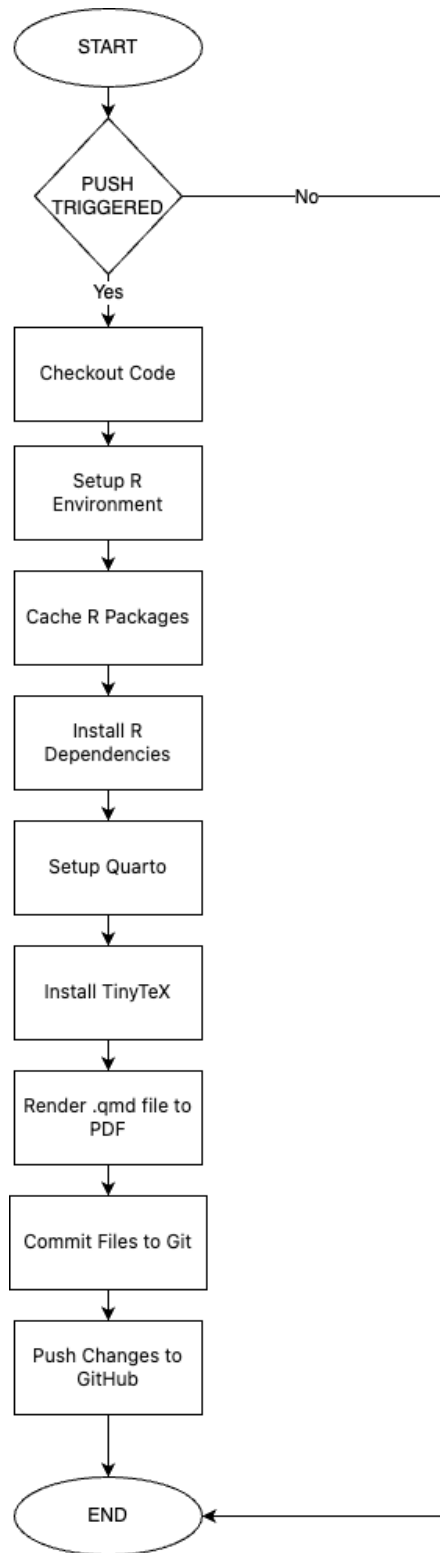 START
PUSH
TRIGGERED
No
Yes
Checkout Code
Setup R
Environment
Cache R Packages
Install R
Dependencies
Setup Quarto
Install TinyTeX
Render .qmd file to
PDF
Commit Files to Git
Push Changes to
GitHub
END